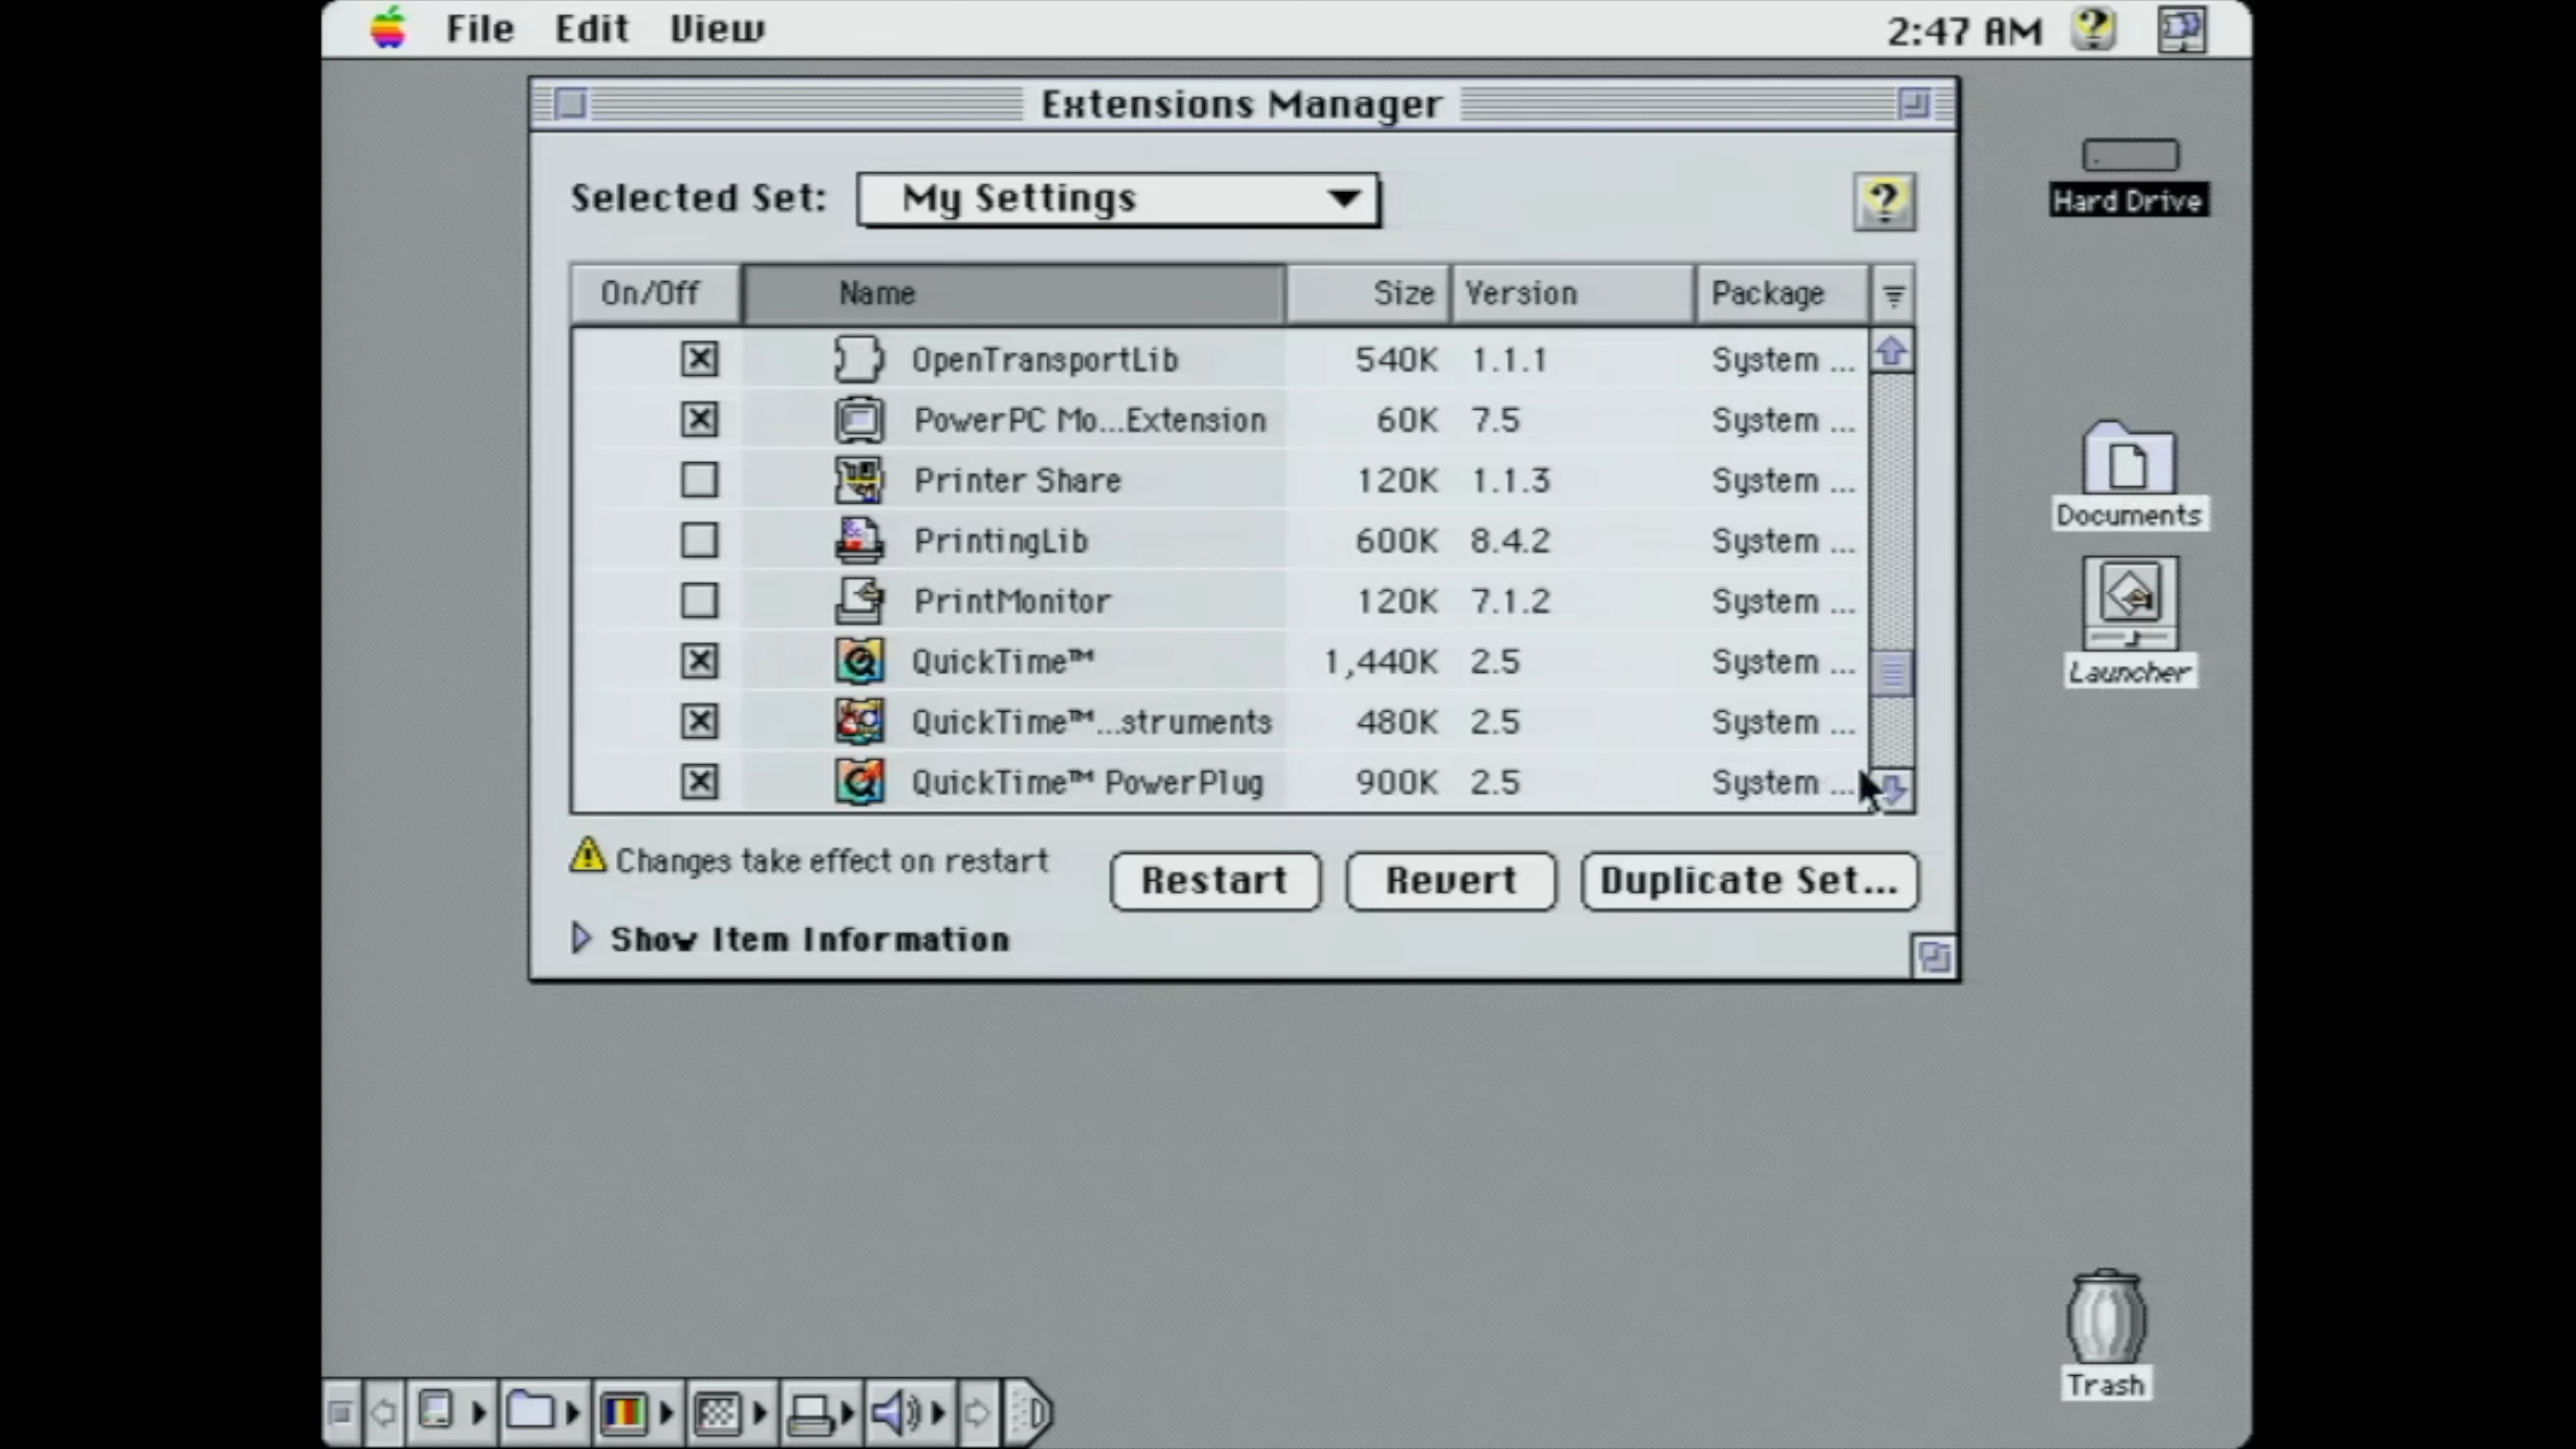 File Edit View 2:47 AM
Extensions Manager
Selected Set: My Settings
Hard Drive
On/Off Name Size Version Package
OpenTransportLib 540K 1.1.1 System ...
PowerPC Mo...Extension 60K 7.5 System ...
Printer Share 120K 1.1.3 System ...
PrintingLib 600K 8.4.2 System ...
PrintMonitor 120K 7.1.2 System ...
QuickTime™ 1,440K 2.5 System ...
QuickTime™...struments 480K 2.5 System ...
QuickTime™ PowerPlug 900K 2.5 System ...
Documents
Launcher
Changes take effect on restart
Restart Revert Duplicate Set...
Show Item Information
Trash